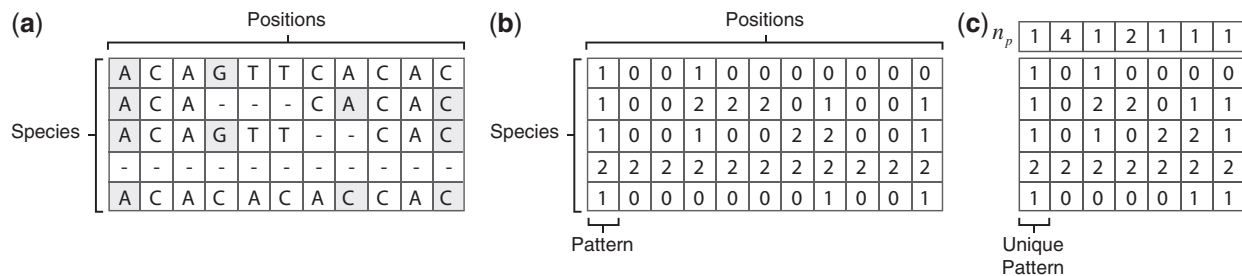 (a)
Positions
Species
A C A G T T C A C A C
A C A - - - C A C A C
A C A G T T - - C A C
- - - - - - - - - - -
A C A C A C A C C A C
(b)
Positions
Species
1 0 0 1 0 0 0 0 0 0 0
1 0 0 2 2 2 0 1 0 0 1
1 0 0 1 0 0 2 2 0 0 1
2 2 2 2 2 2 2 2 2 2 2
1 0 0 0 0 0 0 1 0 0 1
Pattern
(c)
n_p 1 4 1 2 1 1 1
1 0 1 0 0 0 0
1 0 2 2 0 1 1
1 0 1 0 2 2 1
2 2 2 2 2 2 2
1 0 0 0 0 1 1
Unique
Pattern